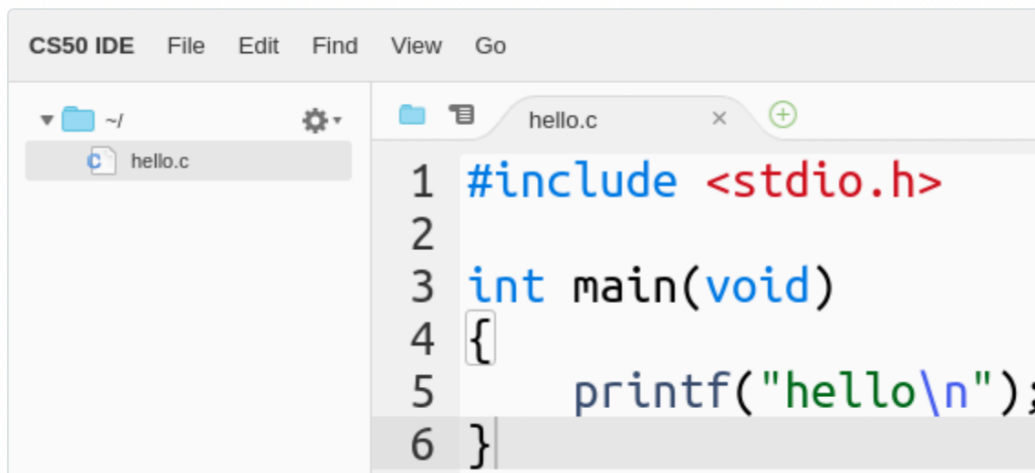 CS50 IDE File Edit Find View Go
~/
hello.c
hello.c
1 #include <stdio.h>
2
3 int main(void)
4 {
5     printf("hello\n");
6 }